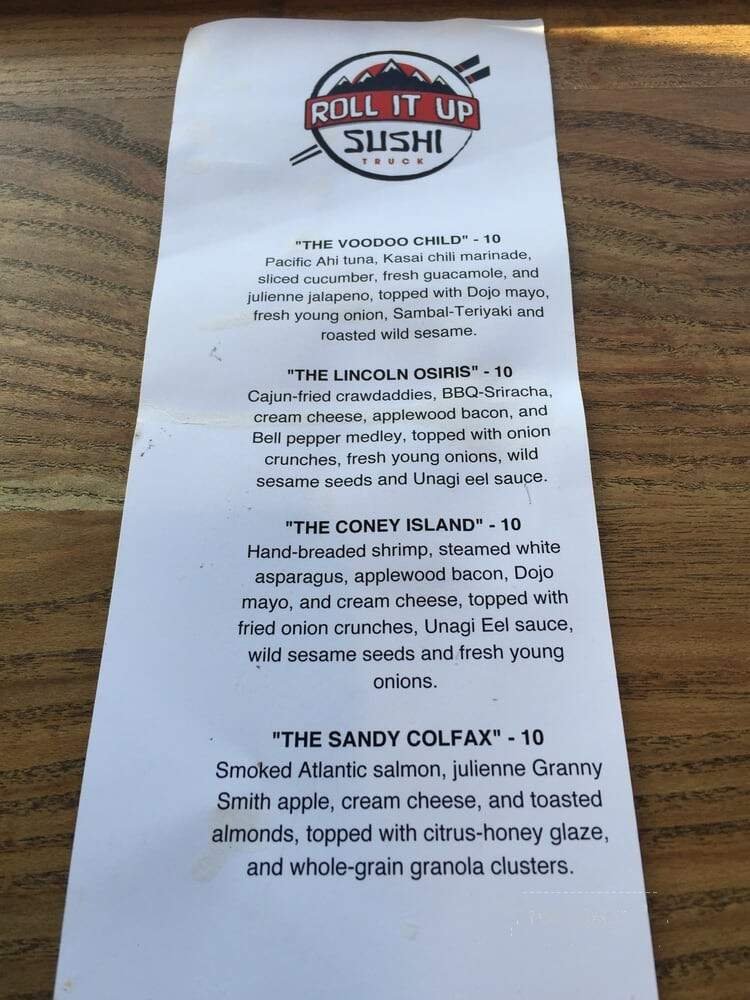 ROLL IT UP
SUSHI
TRUCK
"THE VOODOO CHILD" - 10
Pacific Ahi tuna, Kasai chili marinade,
sliced cucumber, fresh guacamole, and
julienne jalapeno, topped with Dojo mayo,
fresh young onion, Sambal-Teriyaki and
roasted wild sesame.
"THE LINCOLN OSIRIS" - 10
Cajun-fried crawdaddies, BBQ-Sriracha,
cream cheese, applewood bacon, and
Bell pepper medley, topped with onion
crunches, fresh young onions, wild
sesame seeds and Unagi eel sauce.
"THE CONEY ISLAND" - 10
Hand-breaded shrimp, steamed white
asparagus, applewood bacon, Dojo
mayo, and cream cheese, topped with
fried onion crunches, Unagi Eel sauce,
wild sesame seeds and fresh young
onions.
"THE SANDY COLFAX" - 10
Smoked Atlantic salmon, julienne Granny
Smith apple, cream cheese, and toasted
almonds, topped with citrus-honey glaze,
and whole-grain granola clusters.